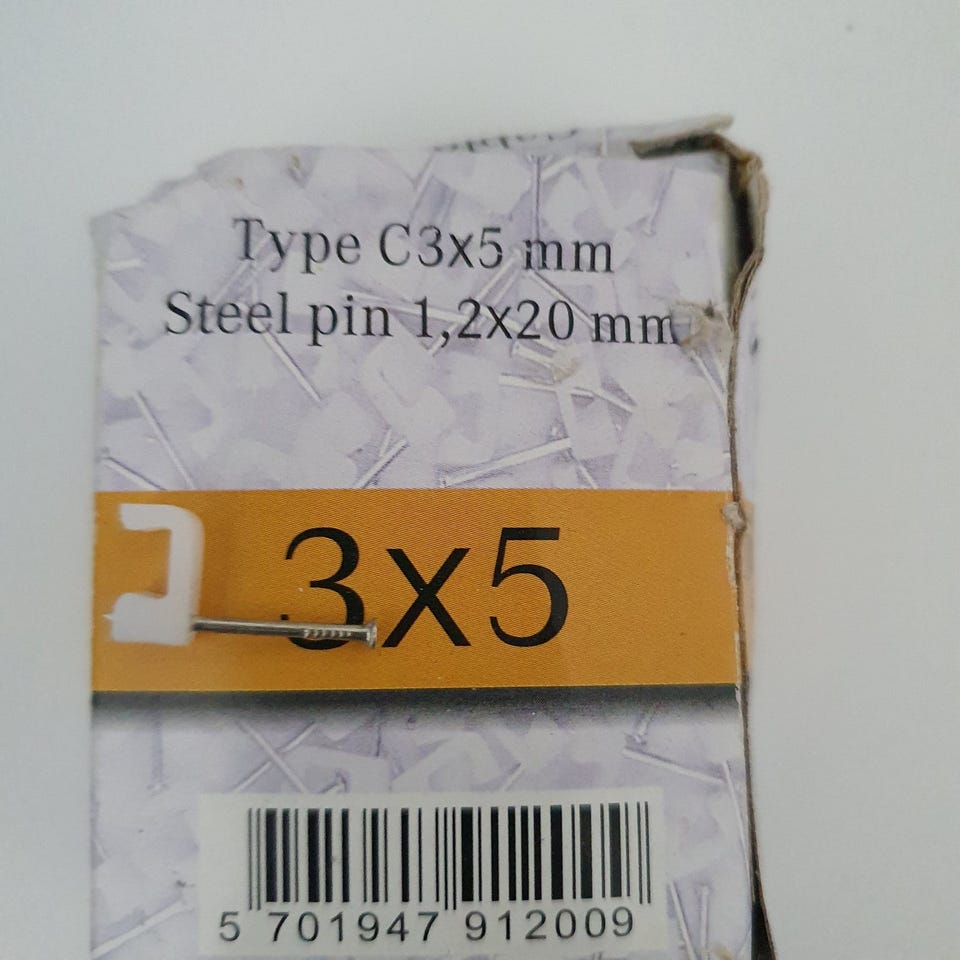 Type C3x5 mm
Steel pin 1,2x20 mm
3x5
5 701947 912009